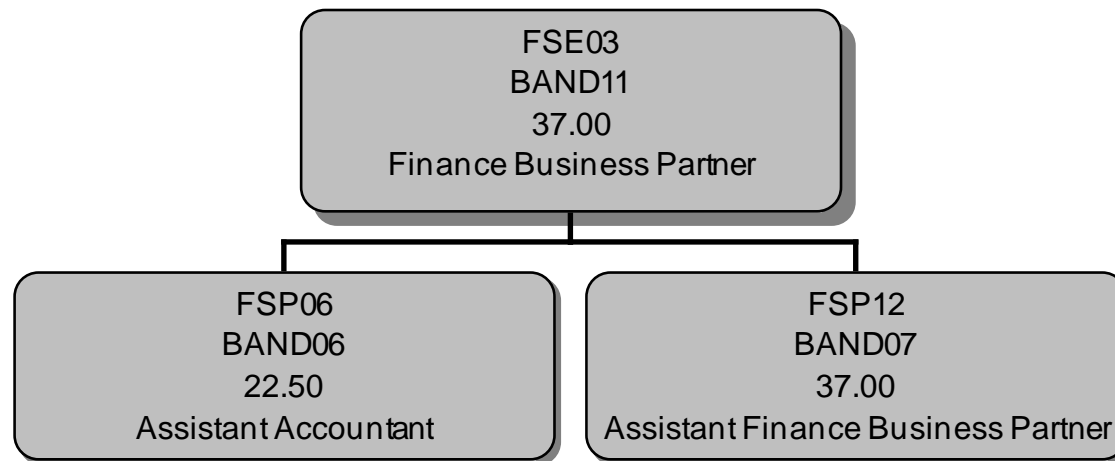 FSE03
BAND11
37.00
Finance Business Partner
FSP06
BAND06
22.50
Assistant Accountant
FSP12
BAND07
37.00
Assistant Finance Business Partner